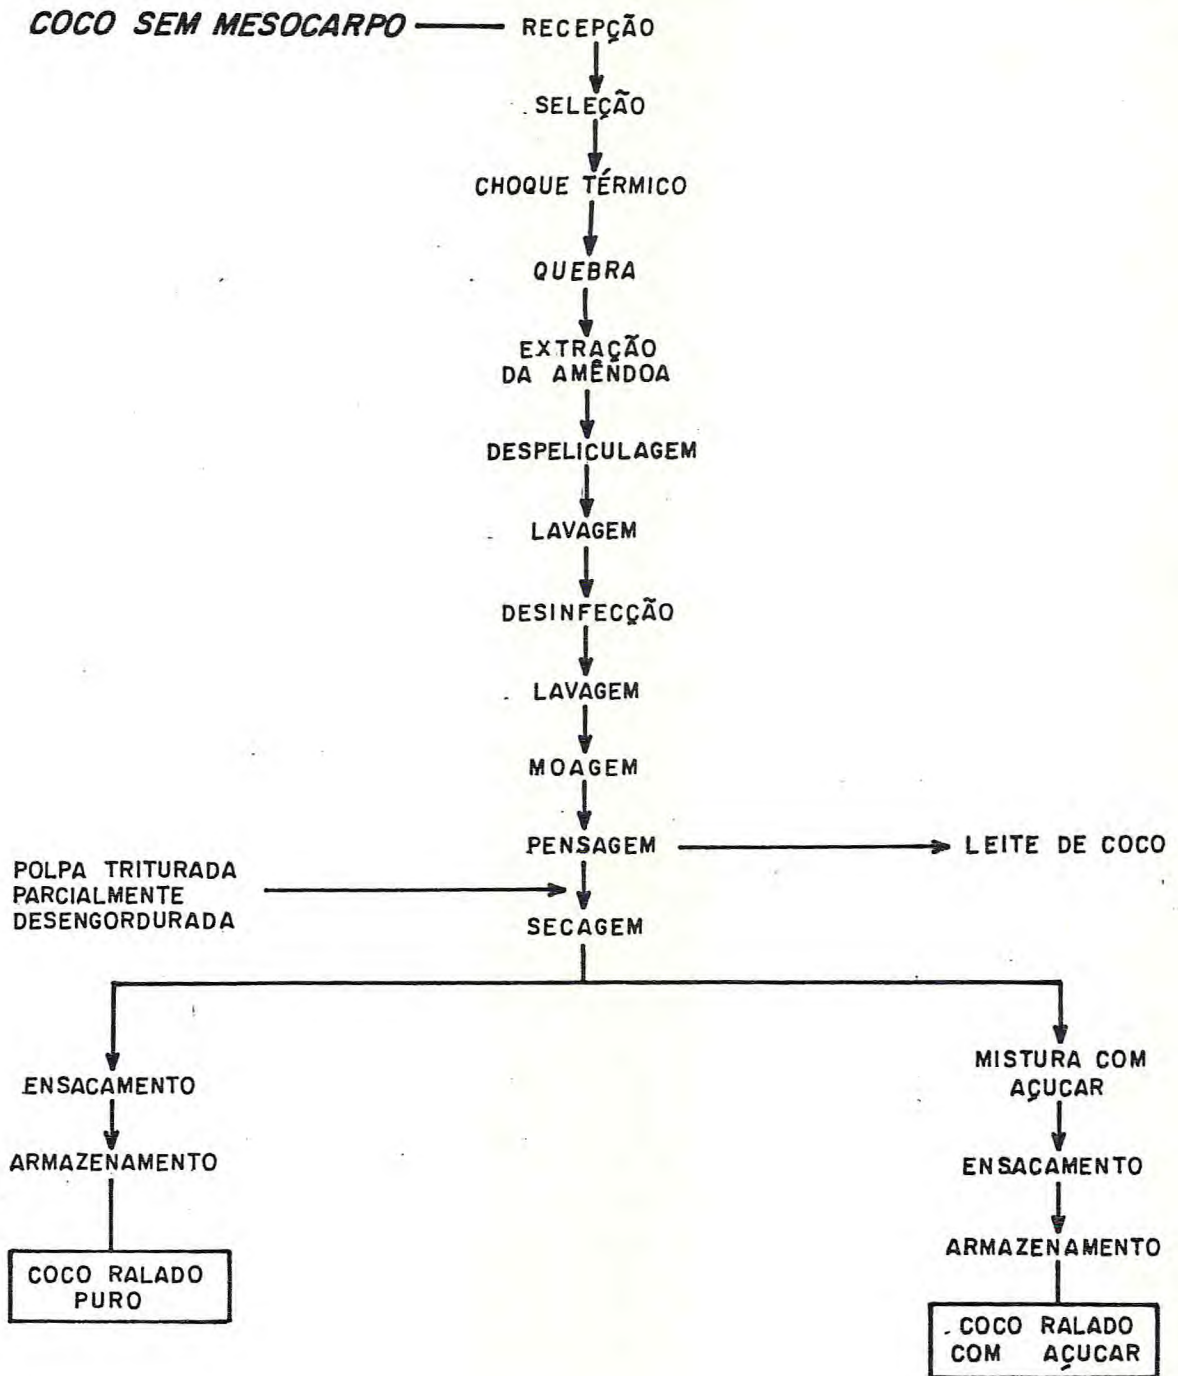 COCO SEM MESOCARPO
RECEPÇÃO
SELEÇÃO
CHOQUE TÉRMICO
QUEBRA
EXTRAÇÃO
DA AMÊNDOA
DESPELICULAGEM
LAVAGEM
DESINFECÇÃO
LAVAGEM
MOAGEM
PENSAGEM
LEITE DE COCO
POLPA TRITURADA
PARCIALMENTE
DESENGORDURADA
SECAGEM
ENSACAMENTO
ARMAZENAMENTO
COCO RALADO
PURO
MISTURA COM
AÇUCAR
ENSACAMENTO
ARMAZENAMENTO
COCO RALADO
COM AÇUCAR